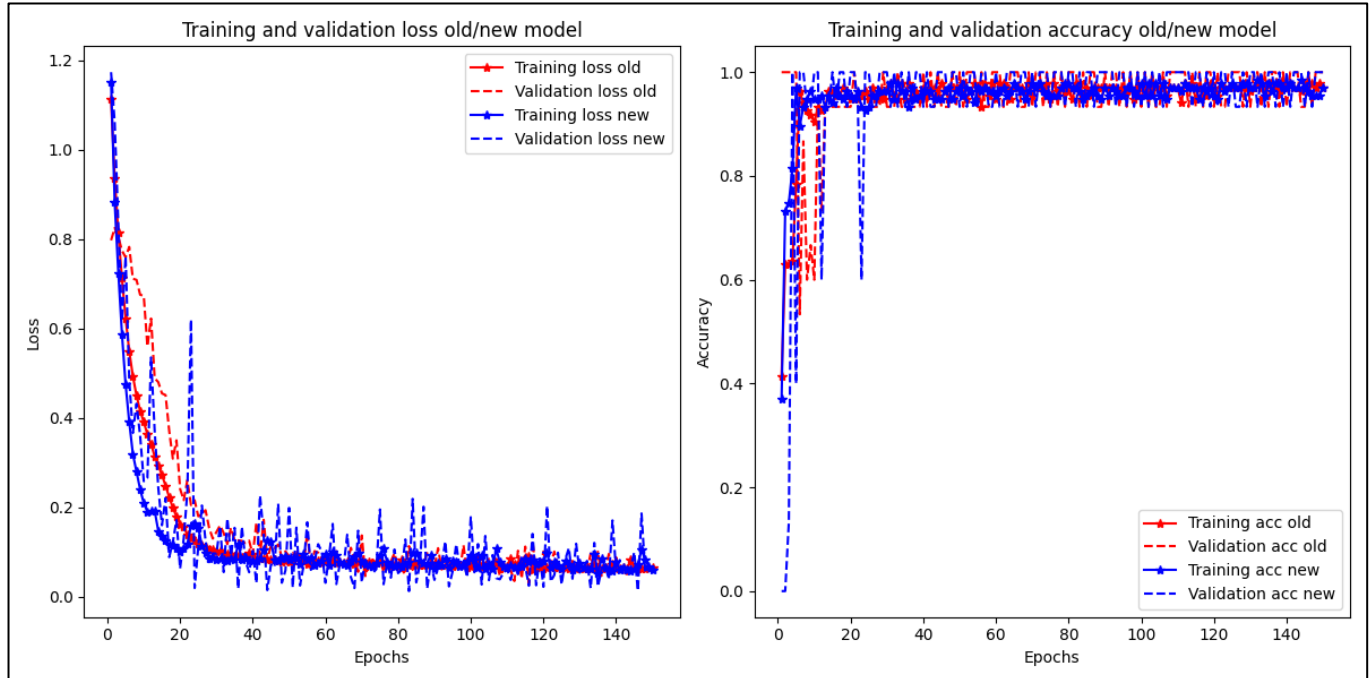 Training and validation loss old/new model
Training loss old
Validation loss old
Training loss new
Validation loss new
1.2
1.0
0.8
0.6
0.4
0.2
0.0
Loss
0 20 40 60 80 100 120 140
Epochs
Training and validation accuracy old/new model
1.0
0.8
0.6
0.4
0.2
0.0
Accuracy
Training acc old
Validation acc old
Training acc new
Validation acc new
0 20 40 60 80 100 120 140
Epochs